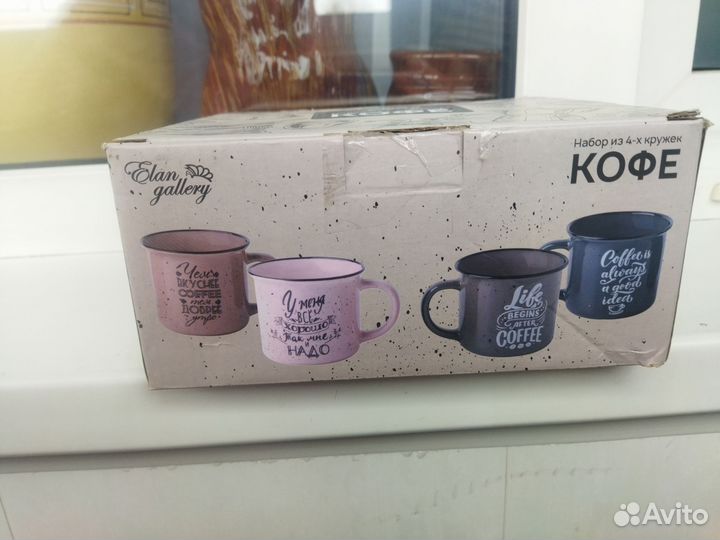 КОФЕ
Elan
gallery
Набор из 4-х кружек
КОФЕ
Чем
ВКУСНЕЕ
COFFEE
тем
ДОБРЕЕ
утро
У меня
ВСЁ
хорошо
так, мне
НАДО
Life
BEGINS
AFTER
COFFEE
Coffee is
always
a good
idea
Avito